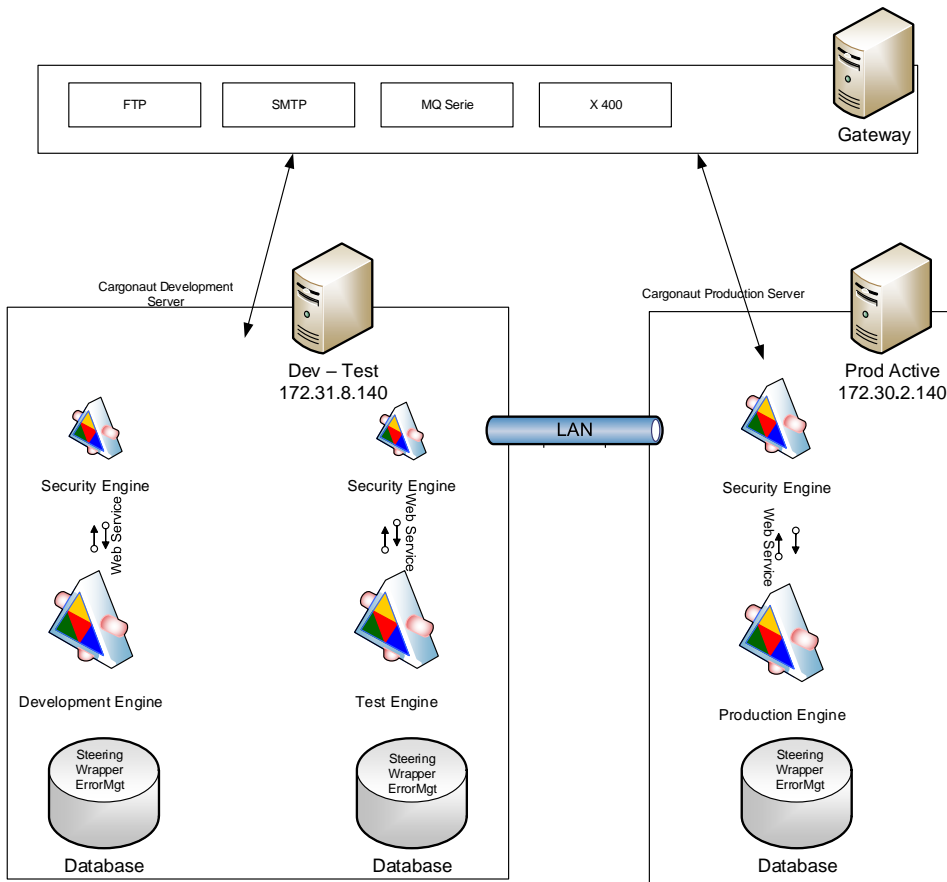 FTP
SMTP
MQ Serie
X 400
Gateway
Cargonaut Development
Server
Dev – Test
172.31.8.140
Cargonaut Production Server
Prod Active
172.30.2.140
LAN
Security Engine
Security Engine
Security Engine
Web Service
Web Service
Web Service
Development Engine
Test Engine
Production Engine
Steering
Wrapper
ErrorMgt
Database
Steering
Wrapper
ErrorMgt
Database
Steering
Wrapper
ErrorMgt
Database